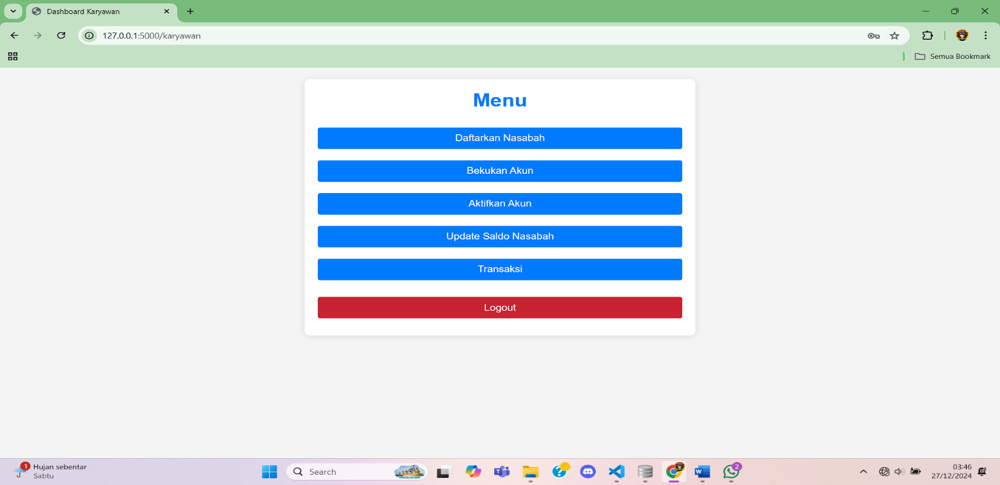 Dashboard Karyawan
127.0.0.1:5000/karyawan
Semua Bookmark
Menu
Daftarkan Nasabah
Bekukan Akun
Aktifkan Akun
Update Saldo Nasabah
Transaksi
Logout
1
Hujan sebentar
Sabtu
Search
2
03:46
27/12/2024